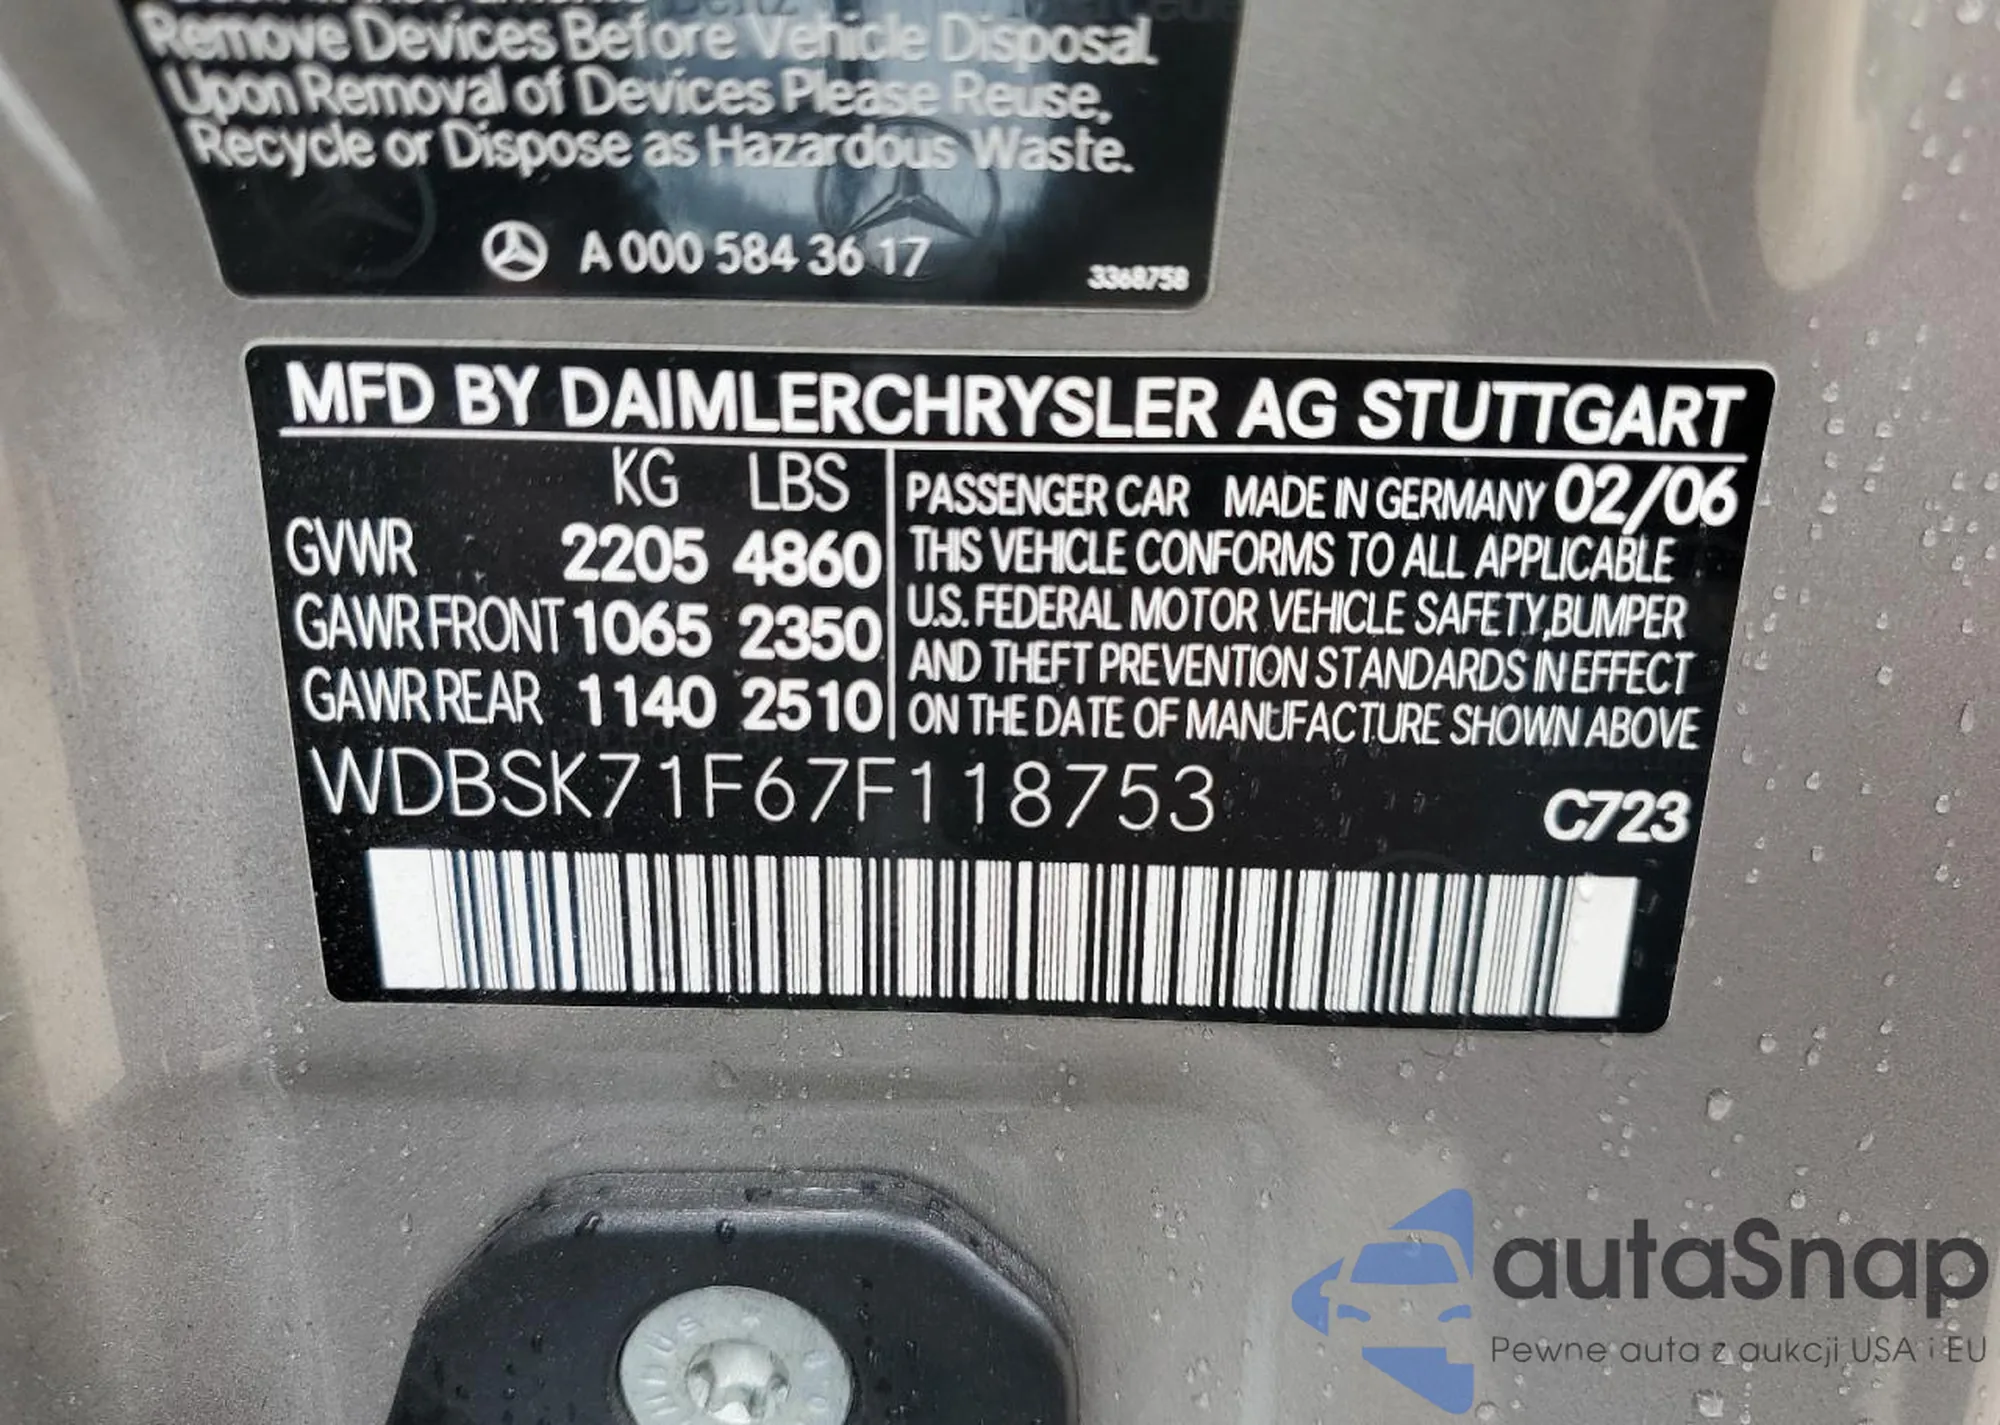 Remove Devices Before Vehicle Disposal.
Upon Removal of Devices Please Reuse,
Recycle or Dispose as Hazardous Waste.
A 000 584 36 17
3368758
MFD BY DAIMLERCHRYSLER AG STUTTGART
KG LBS
GVWR 2205 4860
GAWR FRONT 1065 2350
GAWR REAR 1140 2510
PASSENGER CAR MADE IN GERMANY 02/06
THIS VEHICLE CONFORMS TO ALL APPLICABLE
U.S. FEDERAL MOTOR VEHICLE SAFETY, BUMPER
AND THEFT PREVENTION STANDARDS IN EFFECT
ON THE DATE OF MANUFACTURE SHOWN ABOVE
WDBSK71F67F118753
C723
autaSnap
Pewne auta z aukcji USA i EU